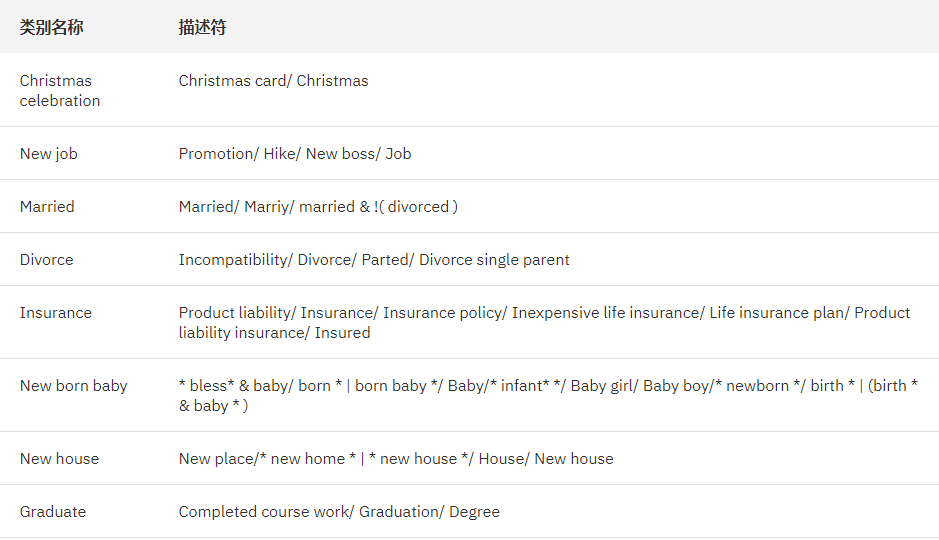 类别名称 描述符
Christmas celebration Christmas card/ Christmas
New job Promotion/ Hike/ New boss/ Job
Married Married/ Marriy/ married & !( divorced )
Divorce Incompatibility/ Divorce/ Parted/ Divorce single parent
Insurance Product liability/ Insurance/ Insurance policy/ Inexpensive life insurance/ Life insurance plan/ Product
liability insurance/ Insured
New born baby * bless* & baby/ born * | born baby */ Baby/* infant* */ Baby girl/ Baby boy/* newborn */ birth * | (birth *
& baby * )
New house New place/* new home * | * new house */ House/ New house
Graduate Completed course work/ Graduation/ Degree